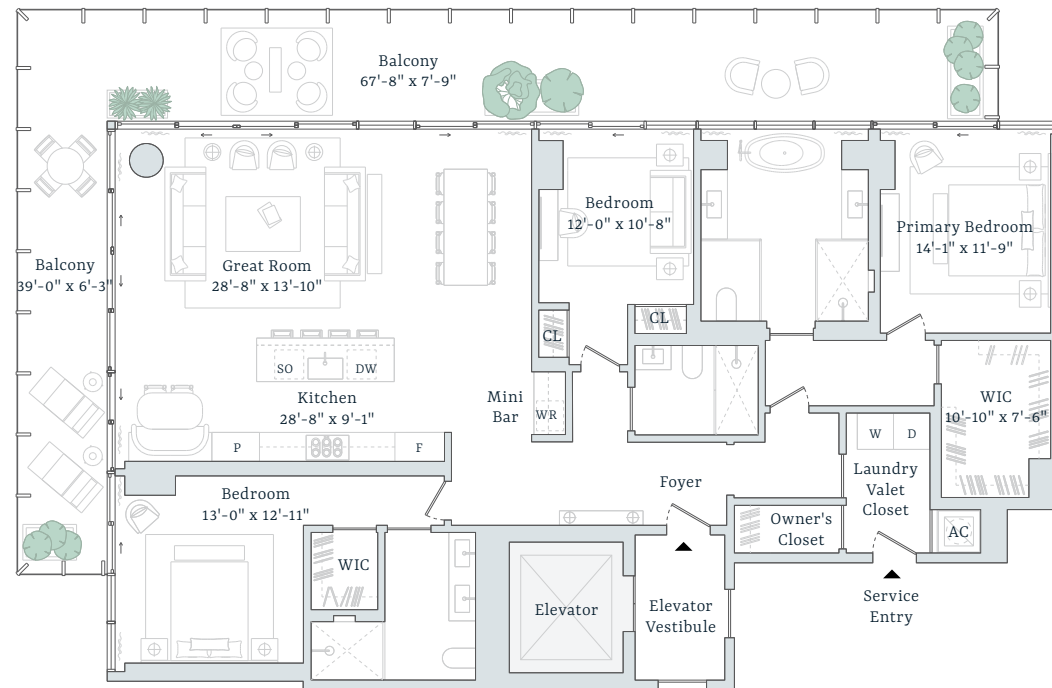 Balcony
67'-8" x 7'-9"
Bedroom
12'-0" x 10'-8"
Primary Bedroom
14'-1" x 11'-9"
Balcony
39'-0" x 6'-3"
Great Room
28'-8" x 13'-10"
CL
CL
SO
DW
Kitchen
28'-8" x 9'-1"
Mini
Bar
WR
WIC
10'-10" x 7'-6"
P
F
W
D
Laundry
Valet
Closet
Foyer
Bedroom
13'-0" x 12'-11"
Owner's
Closet
AC
WIC
Elevator
Elevator
Vestibule
Service
Entry